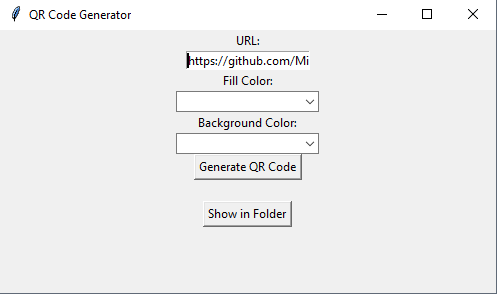 QR Code Generator
URL:
https://github.com/Mi
Fill Color:
Background Color:
Generate QR Code
Show in Folder